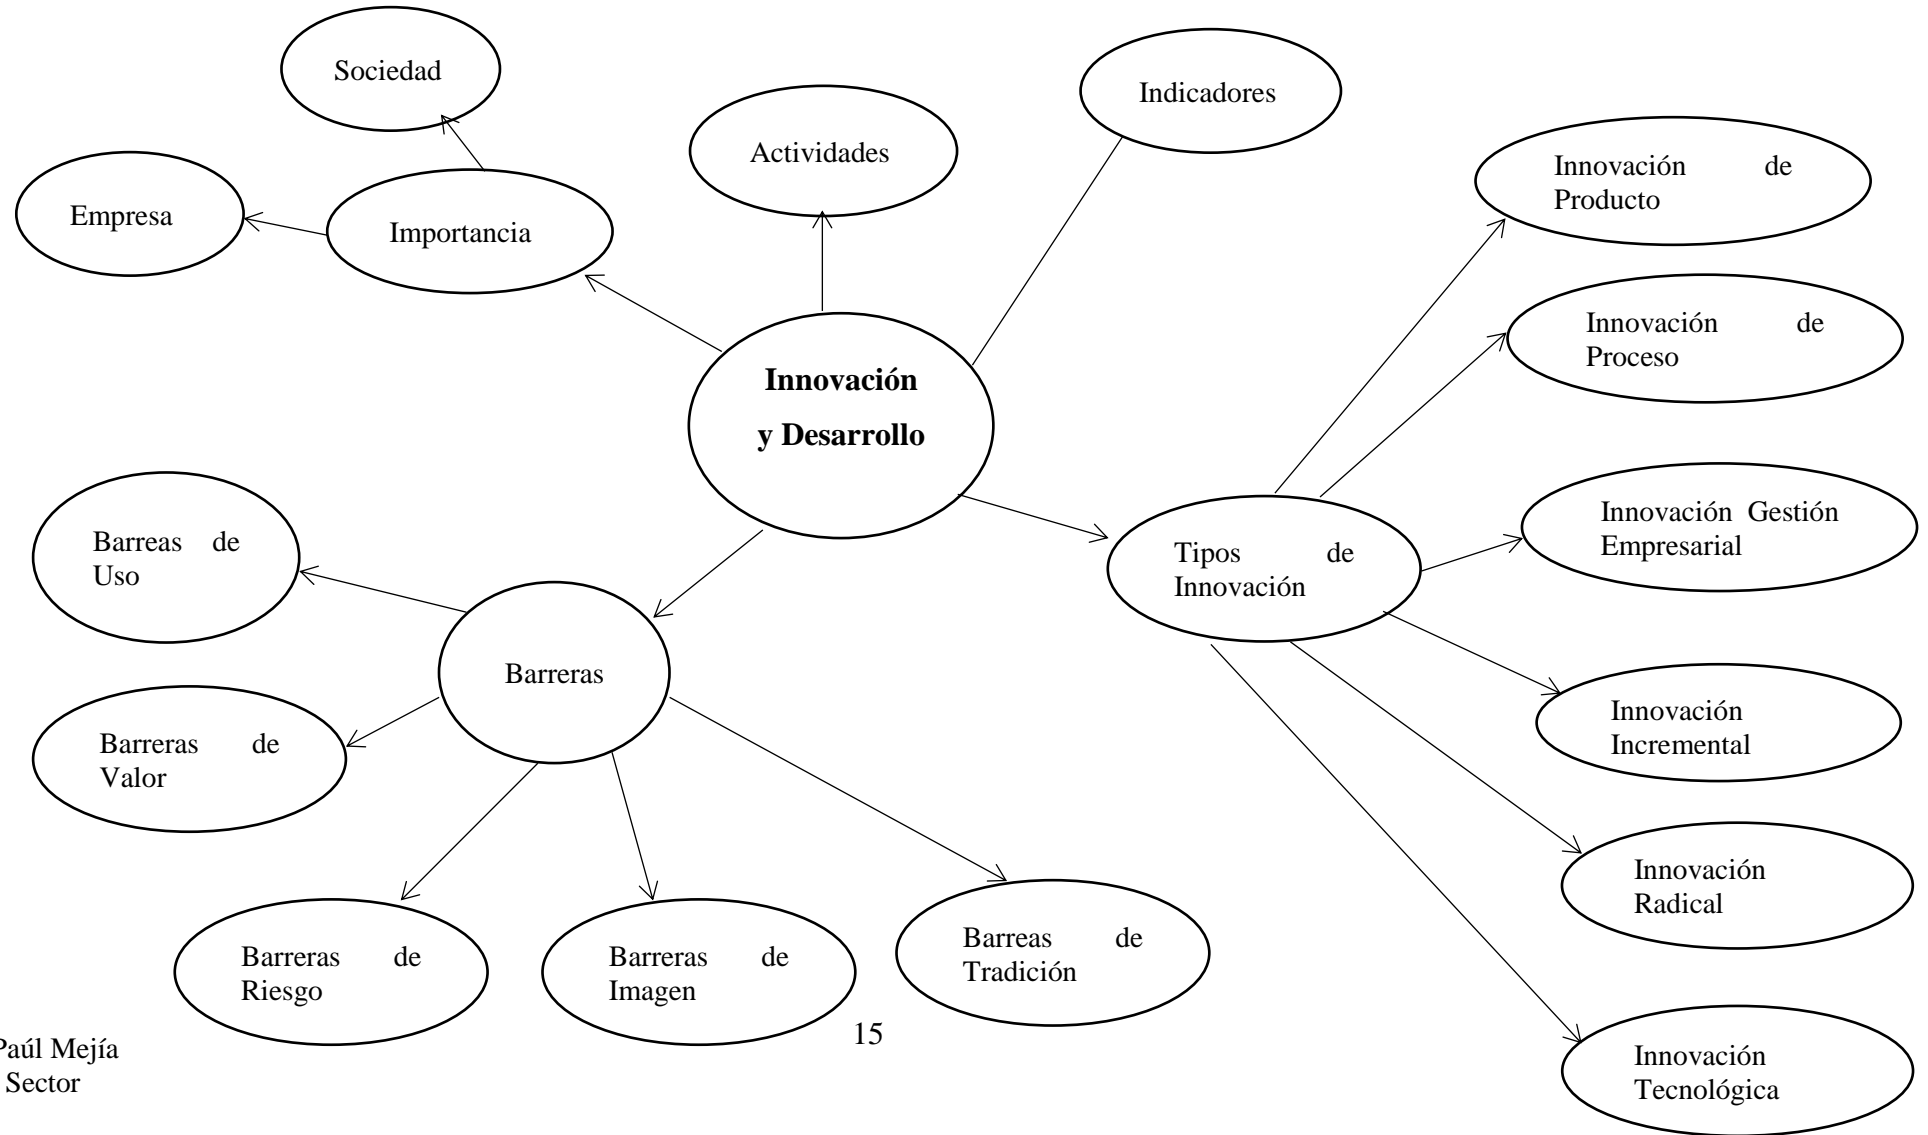 Sociedad
Indicadores
Actividades
Innovación de
Producto
Empresa
Importancia
Innovación de
Proceso
Innovación
y Desarrollo
Innovación Gestión
Empresarial
Barreas de
Uso
Tipos de
Innovación
Barreras
Innovación
Incremental
Barreras de
Valor
Innovación
Radical
Barreras de
Riesgo
Barreras de
Imagen
Barreas de
Tradición
15
Paúl Mejía
Sector
Innovación
Tecnológica